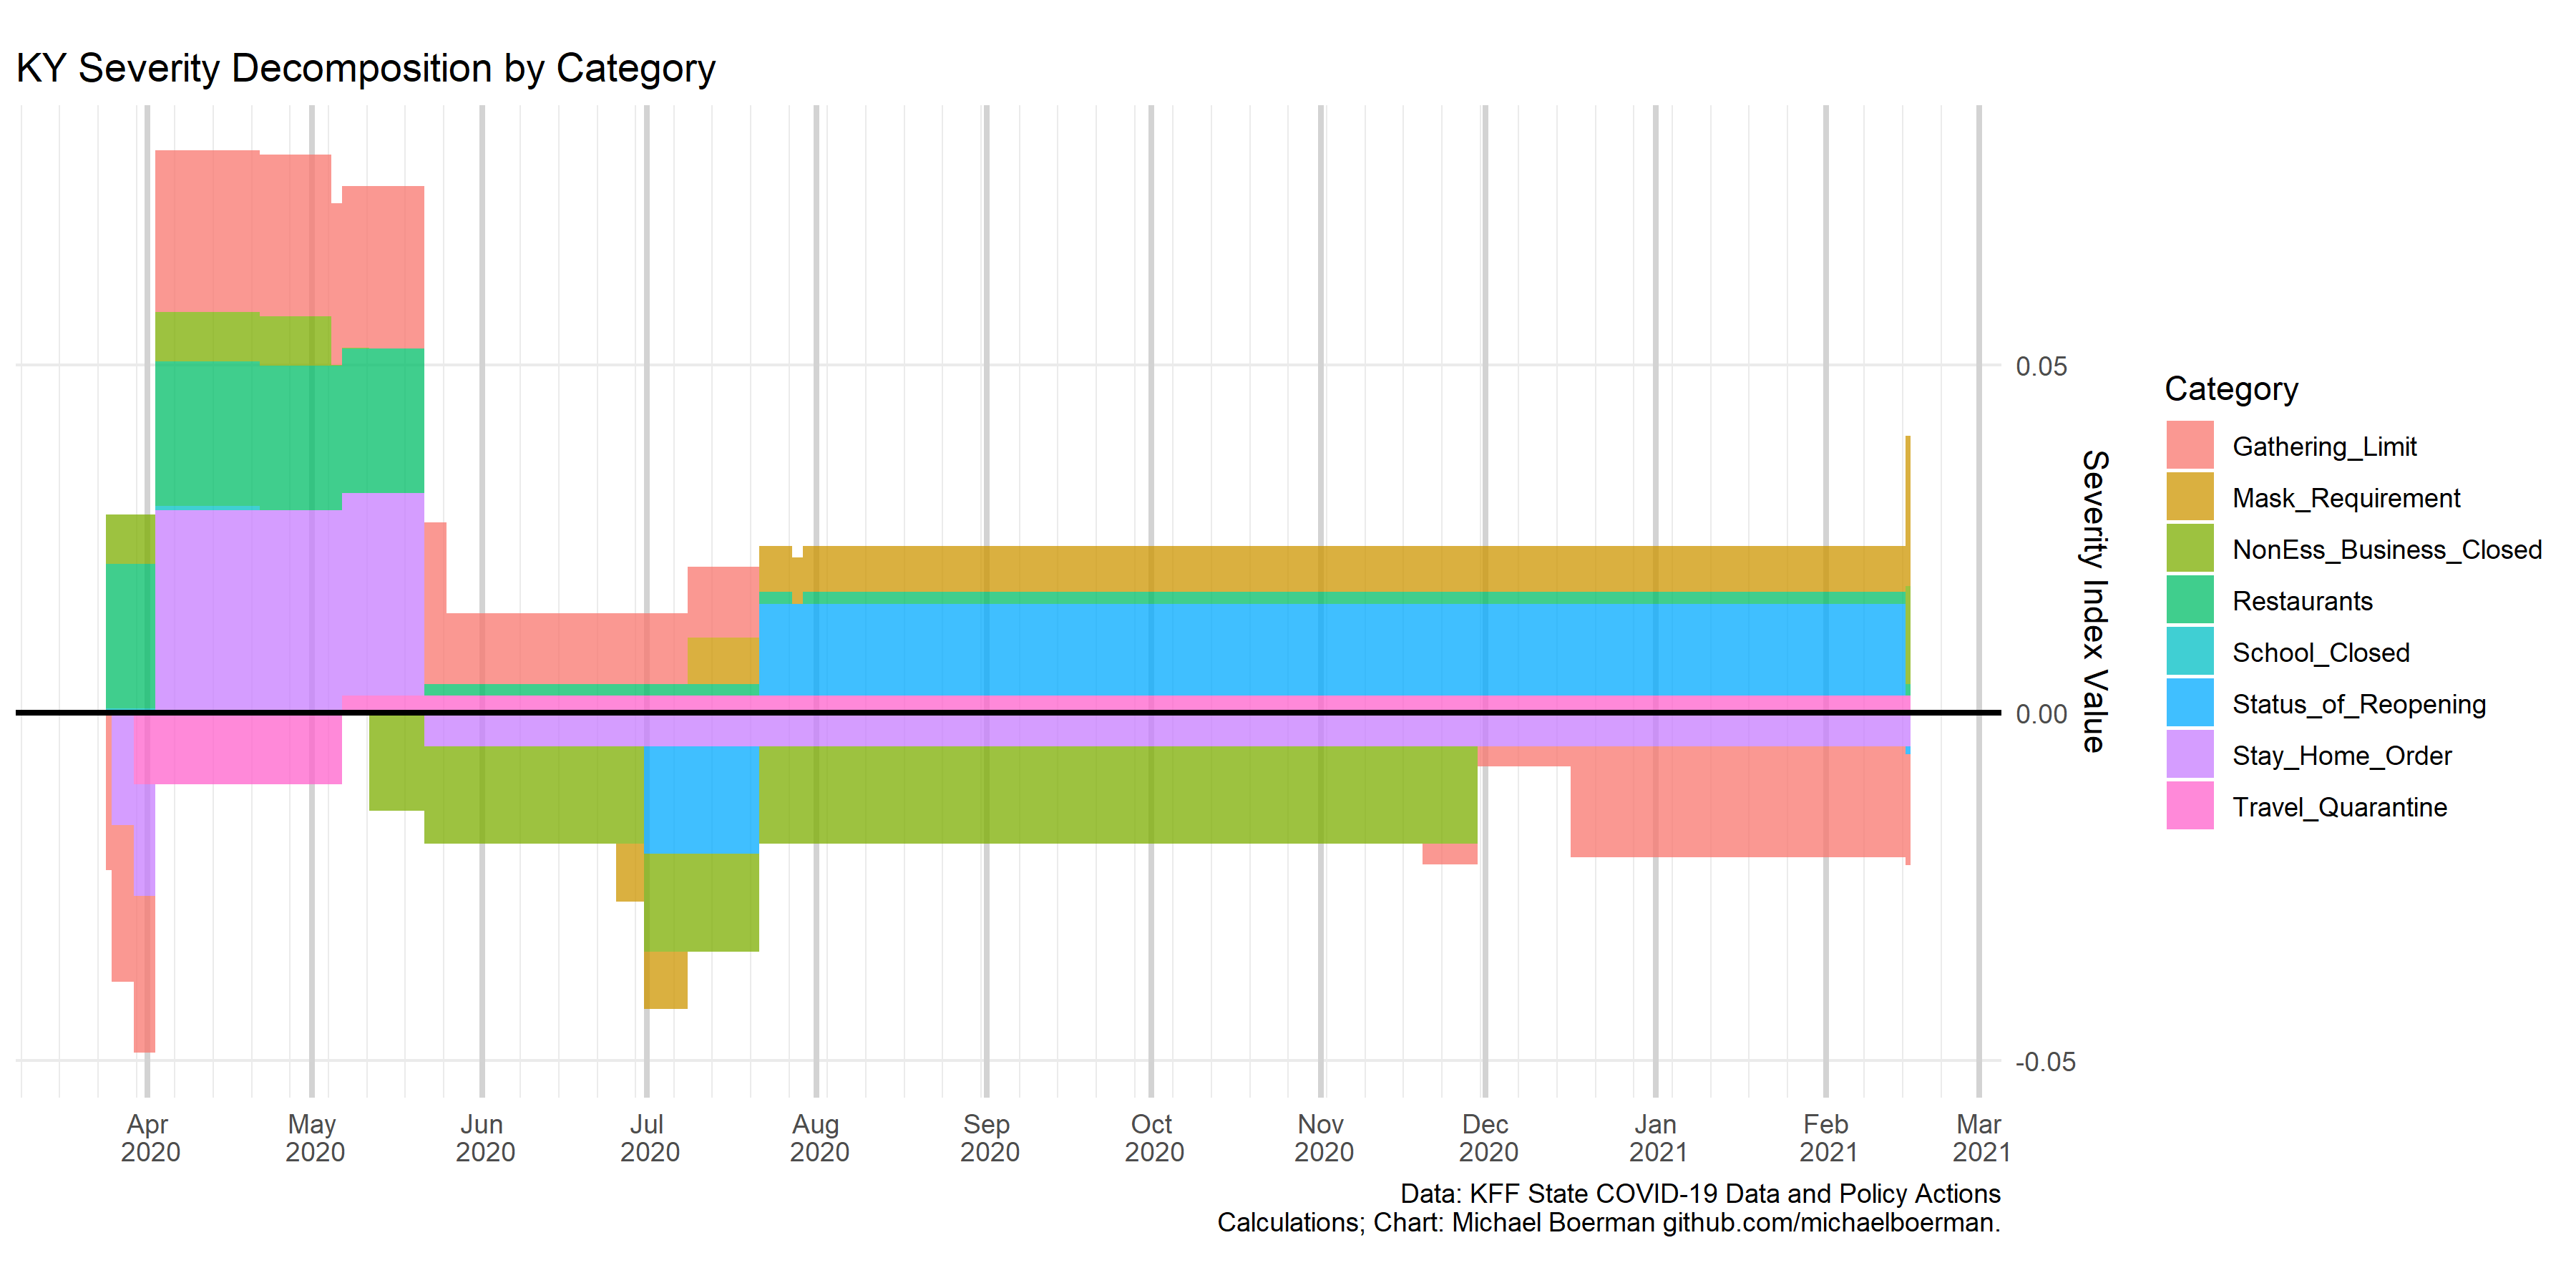 KY Severity Decomposition by Category
0.05
0.00
-0.05
Severity Index Value
Apr
2020
May
2020
Jun
2020
Jul
2020
Aug
2020
Sep
2020
Oct
2020
Nov
2020
Dec
2020
Jan
2021
Feb
2021
Mar
2021
Category
Gathering_Limit
Mask_Requirement
NonEss_Business_Closed
Restaurants
School_Closed
Status_of_Reopening
Stay_Home_Order
Travel_Quarantine
Data: KFF State COVID-19 Data and Policy Actions
Calculations; Chart: Michael Boerman github.com/michaelboerman.